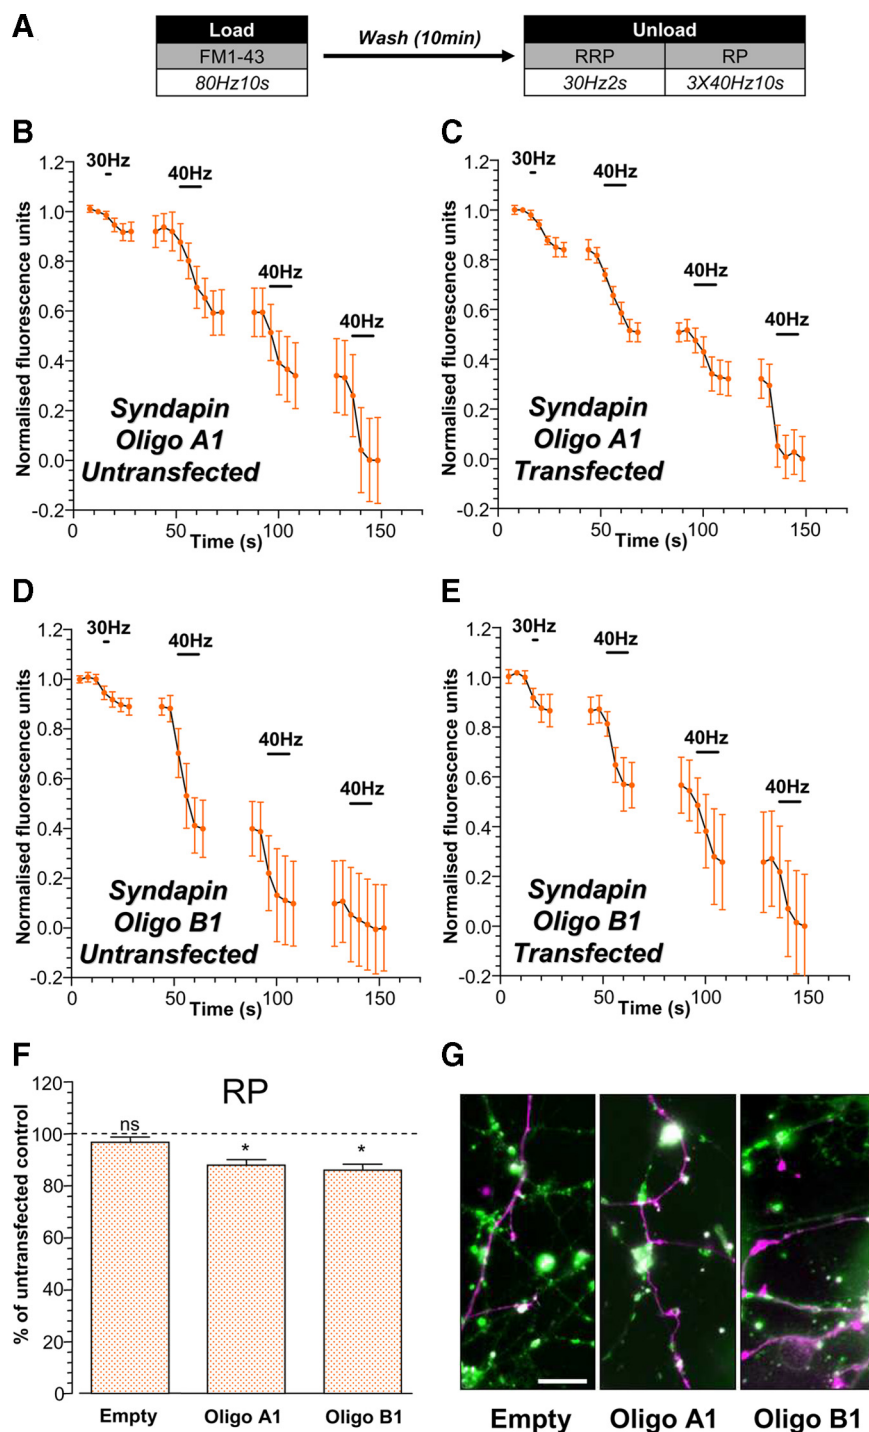 A
Load
FM1-43
80Hz10s
Wash (10min)
Unload
RRP
RP
30Hz2s
3X40Hz10s
B
Normalised fluorescence units
1.2
1.0
0.8
0.6
0.4
0.2
0.0
-0.2
30Hz
40Hz
40Hz
40Hz
Syndapin
Oligo A1
Untransfected
0
50
100
150
Time (s)
C
Normalised fluorescence units
1.2
1.0
0.8
0.6
0.4
0.2
0.0
-0.2
30Hz
40Hz
40Hz
40Hz
Syndapin
Oligo A1
Transfected
0
50
100
150
Time (s)
D
Normalised fluorescence units
1.2
1.0
0.8
0.6
0.4
0.2
0.0
-0.2
30Hz
40Hz
40Hz
40Hz
Syndapin
Oligo B1
Untransfected
0
50
100
150
Time (s)
E
Normalised fluorescence units
1.2
1.0
0.8
0.6
0.4
0.2
0.0
-0.2
30Hz
40Hz
40Hz
40Hz
Syndapin
Oligo B1
Transfected
0
50
100
150
Time (s)
F
RP
% of untransfected control
120
100
80
60
40
20
0
ns
*
*
Empty
Oligo A1
Oligo B1
G
Empty
Oligo A1
Oligo B1